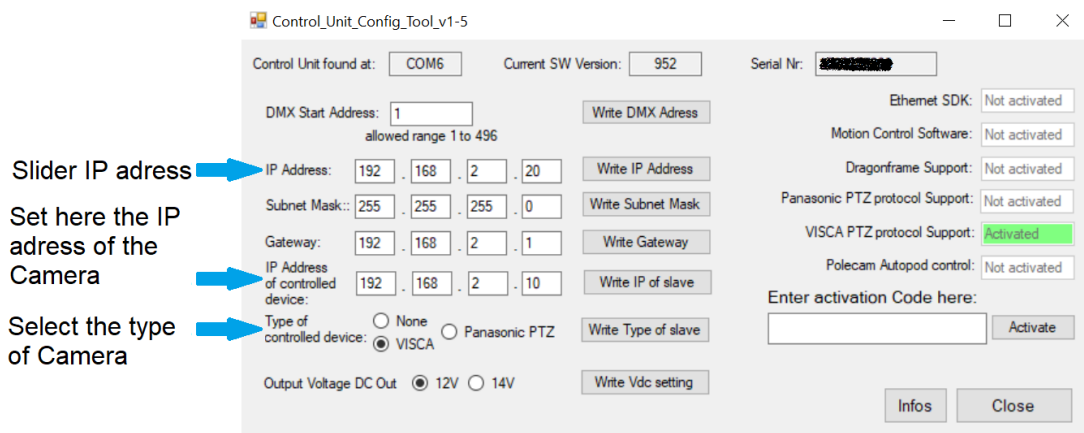 Control_Unit_Config_Tool_v1-5
Control Unit found at: COM6 Current SW Version: 952 Serial Nr:
DMX Start Address: 1 Write DMX Adress
allowed range 1 to 496
Slider IP adress
IP Address: 192 . 168 . 2 . 20 Write IP Address
Subnet Mask:: 255 . 255 . 255 . 0 Write Subnet Mask
Set here the IP
adress of the
Camera
Gateway: 192 . 168 . 2 . 1 Write Gateway
IP Address
of controlled
device:
192 . 168 . 2 . 10 Write IP of slave
Select the type
of Camera
Type of
controlled device:
None
VISCA
Panasonic PTZ
Write Type of slave
Output Voltage DC Out 12V 14V Write Vdc setting
Ethernet SDK: Not activated
Motion Control Software: Not activated
Dragonframe Support: Not activated
Panasonic PTZ protocol Support: Not activated
VISCA PTZ protocol Support: Activated
Polecam Autopod control: Not activated
Enter activation Code here:
Activate
Infos Close